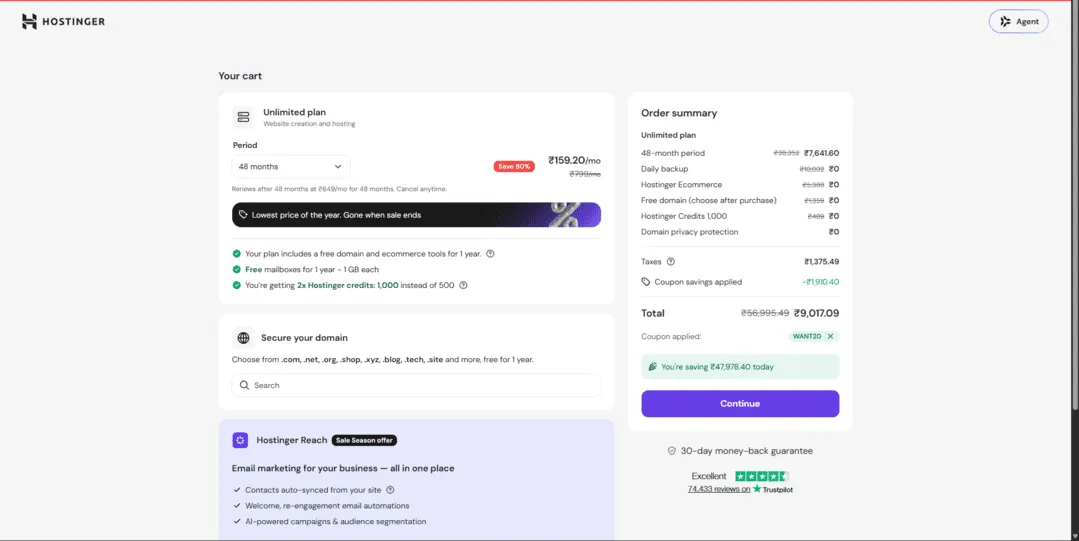 HOSTINGER
Agent
Your cart
Unlimited plan
Website creation and hosting
Period
48 months
Save 80%
₹159.20/mo
₹799/mo
Renews after 48 months at ₹649/mo for 48 months. Cancel anytime.
Lowest price of the year. Gone when sale ends
Your plan includes a free domain and ecommerce tools for 1 year.
Free mailboxes for 1 year - 1 GB each
You're getting 2x Hostinger credits: 1,000 instead of 500
Secure your domain
Choose from .com, .net, .org, .shop, .xyz, .blog, .tech, .site and more, free for 1 year.
Search
Hostinger Reach Sale Season offer
Email marketing for your business — all in one place
Contacts auto-synced from your site
Welcome, re-engagement email automations
AI-powered campaigns & audience segmentation
Order summary
Unlimited plan
48-month period ₹38,352 ₹7,641.60
Daily backup ₹10,032 ₹0
Hostinger Ecommerce ₹5,388 ₹0
Free domain (choose after purchase) ₹1,359 ₹0
Hostinger Credits 1,000 ₹489 ₹0
Domain privacy protection ₹0
Taxes ₹1,375.49
Coupon savings applied -₹1,910.40
Total ₹56,995.49 ₹9,017.09
Coupon applied: WANT20
You're saving ₹47,978.40 today
Continue
30-day money-back guarantee
Excellent
74,433 reviews on Trustpilot